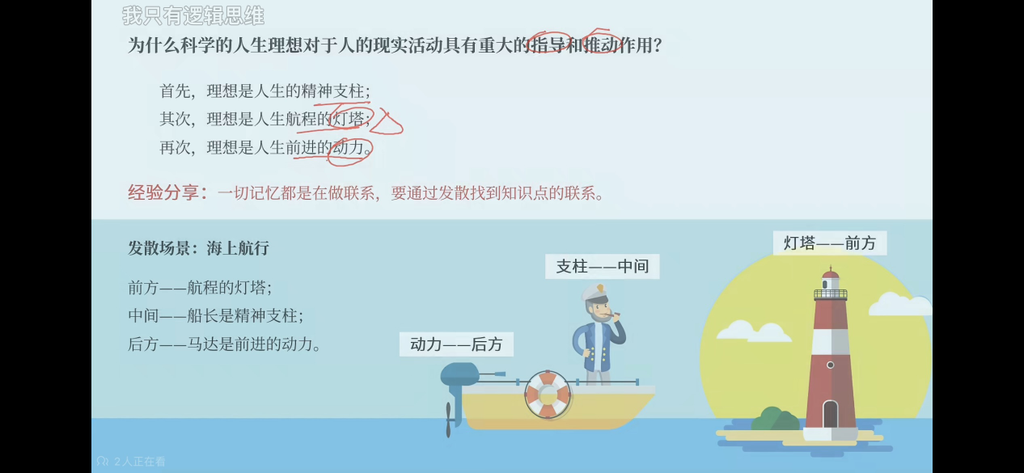 我只有逻辑思维
为什么科学的人生理想对于人的现实活动具有重大的指导和推动作用？
首先，理想是人生的精神支柱；
其次，理想是人生航程的灯塔；
再次，理想是人生前进的动力。
经验分享：一切记忆都是在做联系，要通过发散找到知识点的联系。
发散场景：海上航行
前方——航程的灯塔；
中间——船长是精神支柱；
后方——马达是前进的动力。
动力——后方
支柱——中间
灯塔——前方
2人正在看